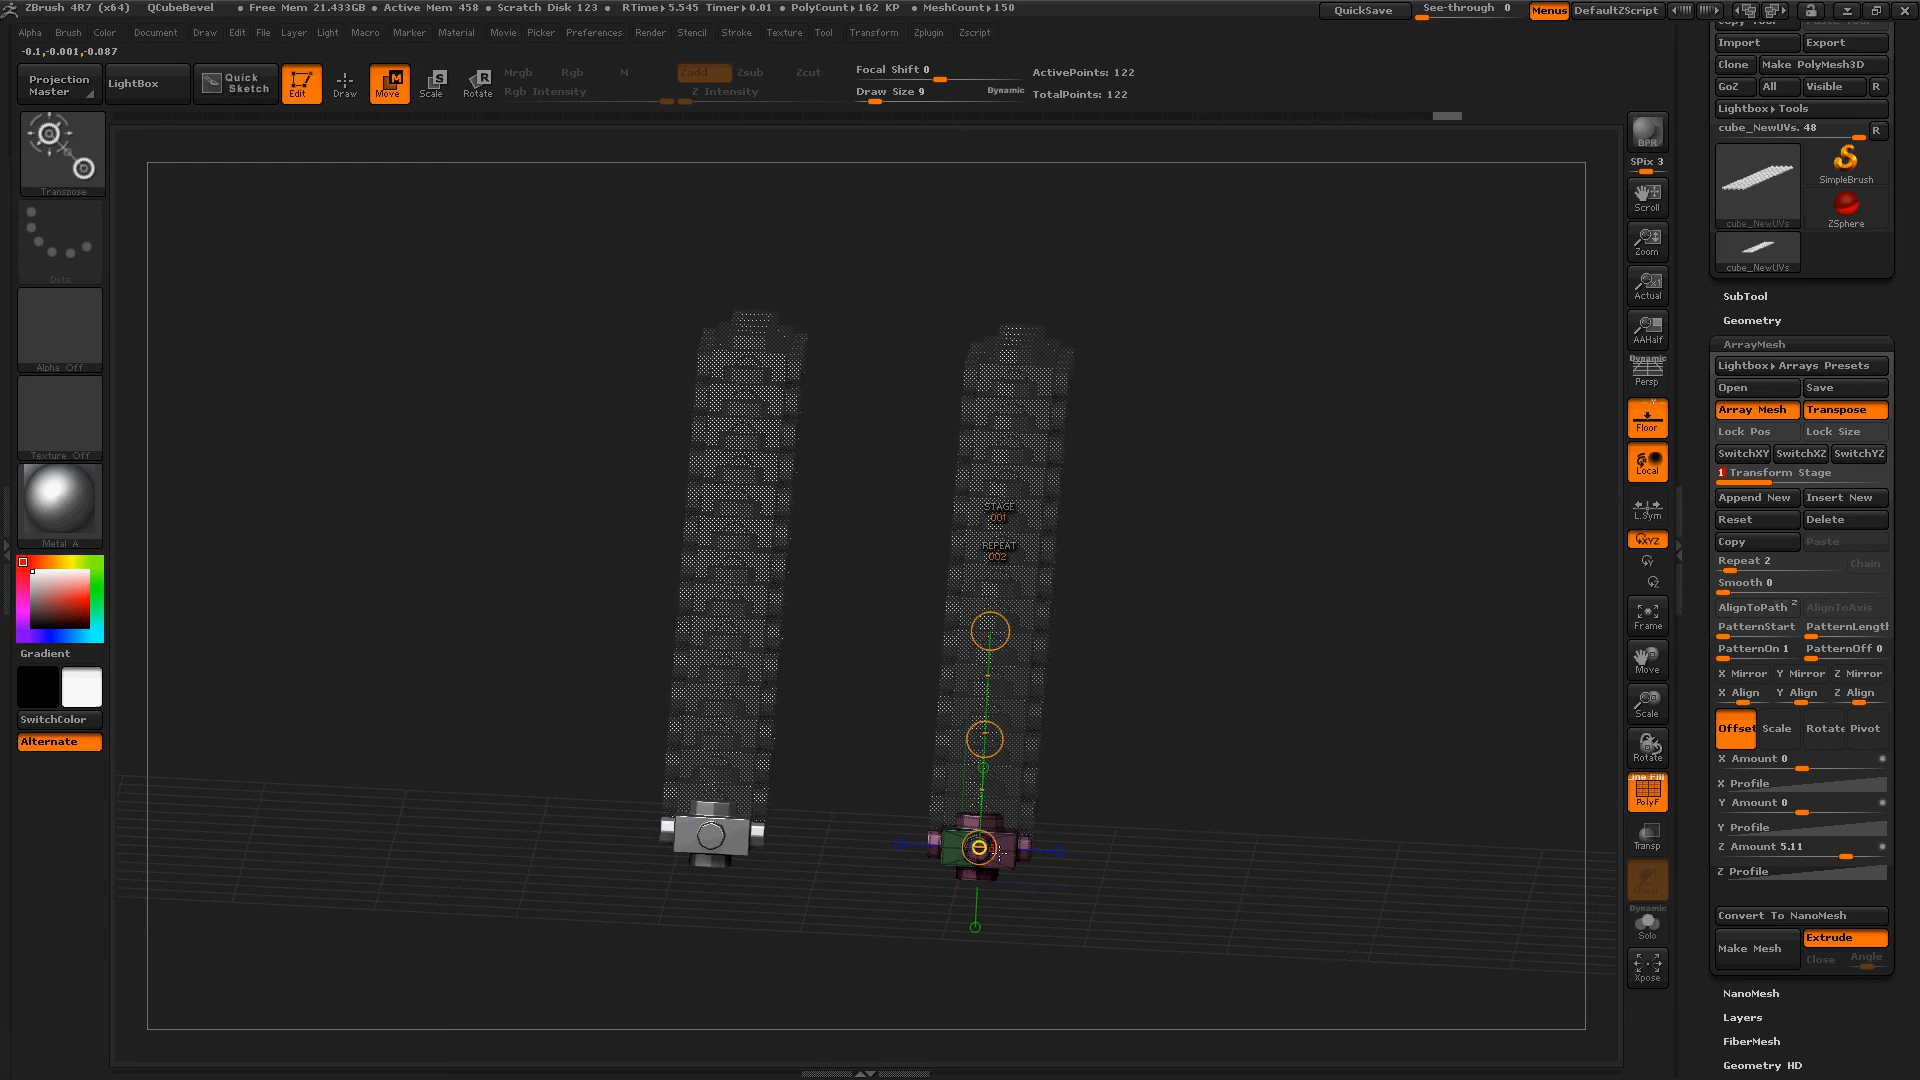 ZBrush 4R7 (x64) QCubeBevel • Free Mem 21.433GB • Active Mem 458 • Scratch Disk 123 • RTime▸5.545 Timer▸0.01 • PolyCount▸162 KP • MeshCount▸150 QuickSave See-through 0 Menus DefaultZScript
Alpha Brush Color Document Draw Edit File Layer Light Macro Marker Material Movie Picker Preferences Render Stencil Stroke Texture Tool Transform Zplugin Zscript
-0.1,-0.001,-0.087
Projection Master
LightBox
Quick Sketch
Edit
Draw
Move
Scale
Rotate
Mrgb Rgb M
Rgb Intensity
Zadd Zsub Zcut
Z Intensity
Focal Shift 0
Draw Size 9 Dynamic
ActivePoints: 122
TotalPoints: 122
Transpose
Dots
Alpha Off
Texture Off
Metal A
Gradient
SwitchColor
Alternate
STAGE
001
REPEAT
002
BPR
SPix 3
Scroll
Zoom
Actual
AAHalf
Dynamic
Persp
Floor
Local
L.Sym
XYZ
Frame
Move
Scale
Rotate
Line Fill
PolyF
Transp
Ghost
Dynamic
Solo
Xpose
Import Export
Clone Make PolyMesh3D
GoZ All Visible R
Lightbox▸Tools
cube_NewUVs. 48 R
cube_NewUVs
SimpleBrush
ZSphere
cube_NewUVs
SubTool
Geometry
ArrayMesh
Lightbox▸Arrays Presets
Open Save
Array Mesh Transpose
Lock Pos Lock Size
SwitchXY SwitchXZ SwitchYZ
1 Transform Stage
Append New Insert New
Reset Delete
Copy Paste
Repeat 2 Chain
Smooth 0
AlignToPath AlignToAxis
PatternStart PatternLength
PatternOn 1 PatternOff 0
X Mirror Y Mirror Z Mirror
X Align Y Align Z Align
Offset Scale Rotate Pivot
X Amount 0
X Profile
Y Amount 0
Y Profile
Z Amount 5.11
Z Profile
Convert To NanoMesh
Make Mesh Extrude
Close Angle
NanoMesh
Layers
FiberMesh
Geometry HD